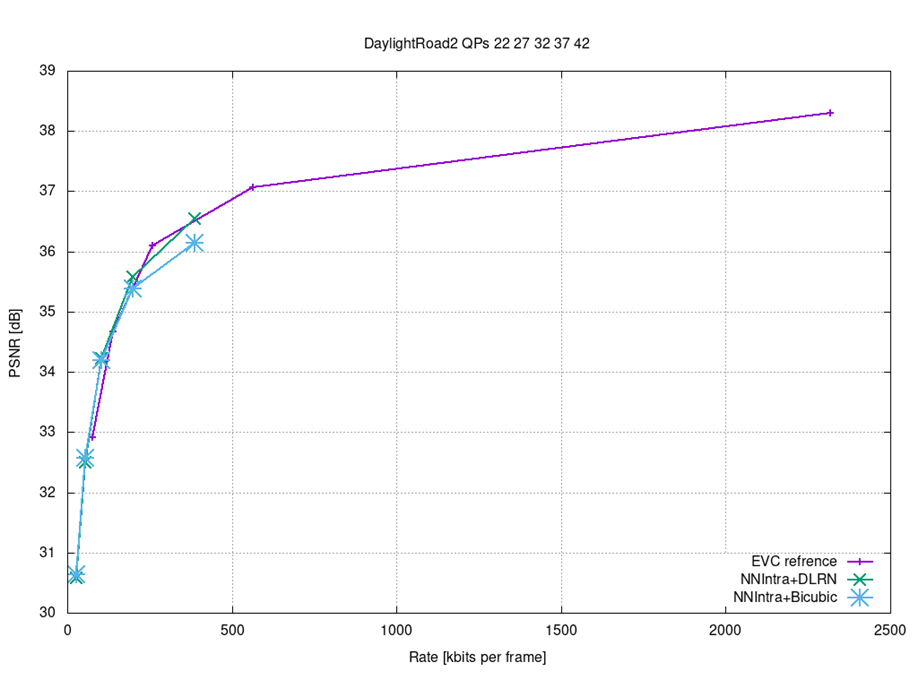 DaylightRoad2 QPs 22 27 32 37 42
39
38
37
36
35
34
33
32
31
30
PSNR [dB]
0 500 1000 1500 2000 2500
Rate [kbits per frame]
EVC refrence
NNIntra+DLRN
NNIntra+Bicubic